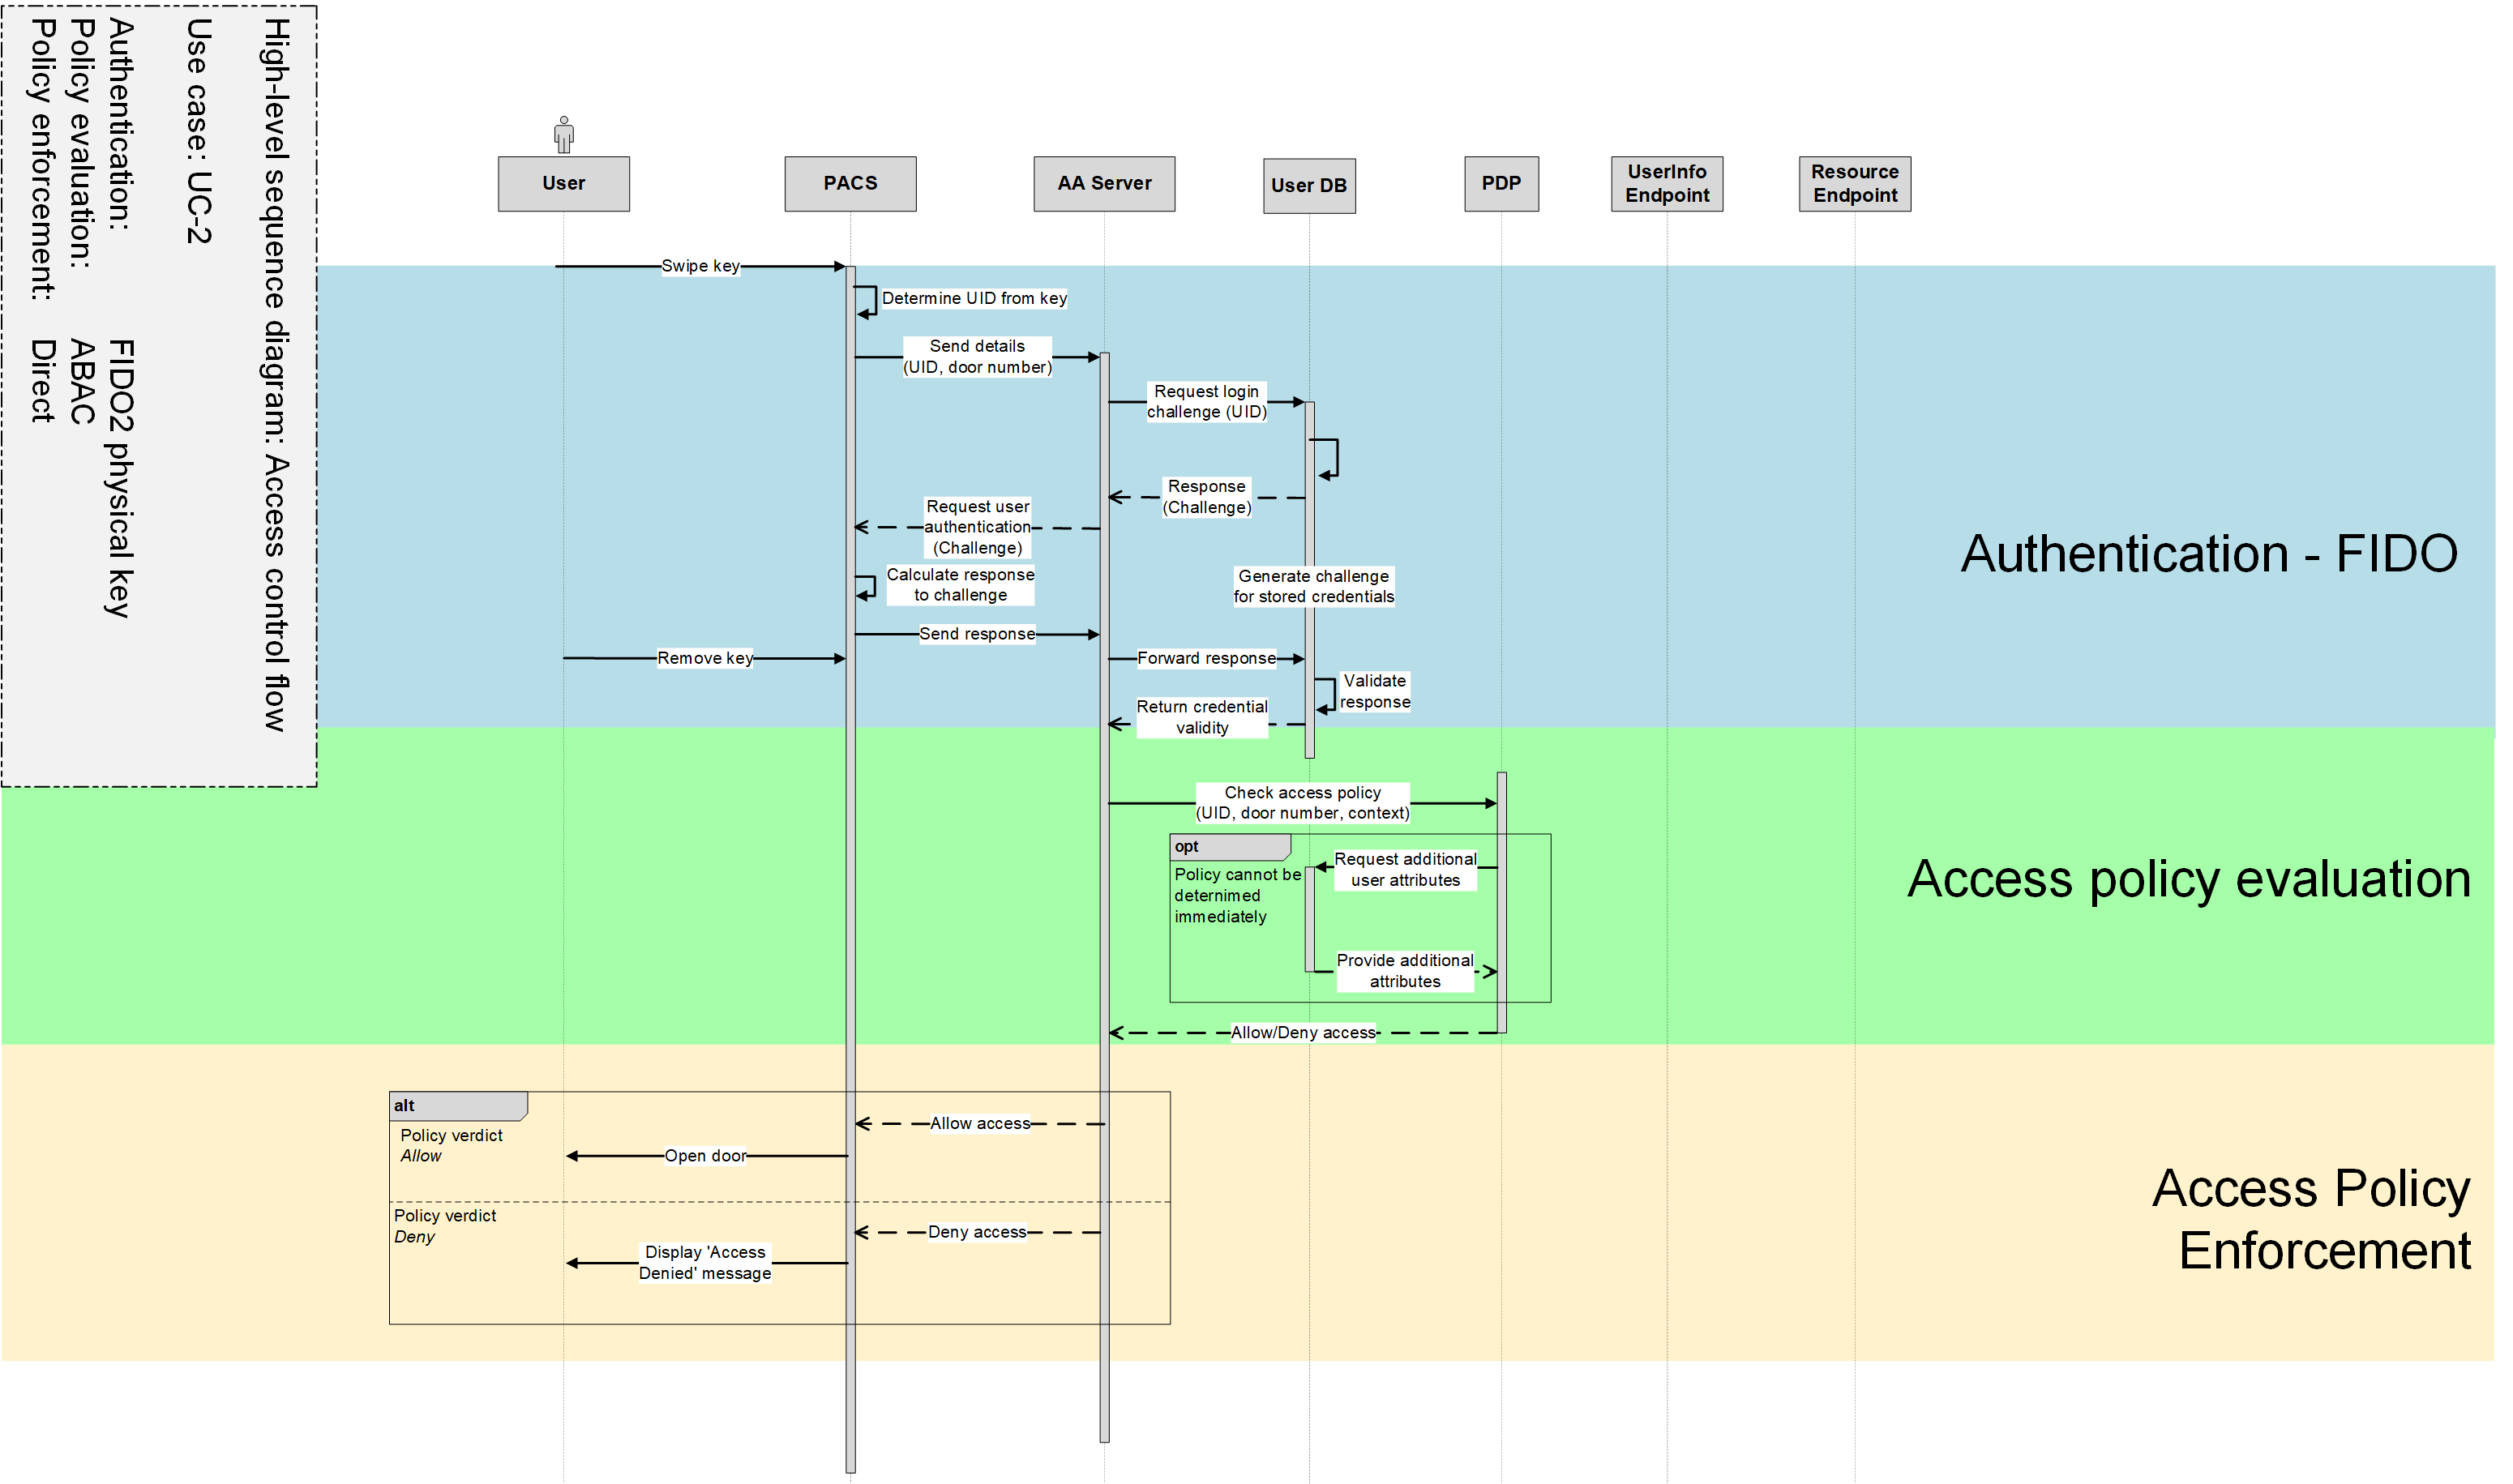 High-level sequence diagram: Access control flow
Use case: UC-2
Authentication: FIDO2 physical key
Policy evaluation: ABAC
Policy enforcement: Direct
User
PACS
AA Server
User DB
PDP
UserInfo
Endpoint
Resource
Endpoint
Swipe key
Determine UID from key
Send details
(UID, door number)
Request login
challenge (UID)
Response
(Challenge)
Request user
authentication
(Challenge)
Authentication - FIDO
Calculate response
to challenge
Generate challenge
for stored credentials
Send response
Remove key
Forward response
Validate
response
Return credential
validity
Check access policy
(UID, door number, context)
opt
Policy cannot be
deternimed
immediately
Request additional
user attributes
Access policy evaluation
Provide additional
attributes
Allow/Deny access
alt
Policy verdict
Allow
Allow access
Open door
Access Policy
Enforcement
Policy verdict
Deny
Deny access
Display 'Access
Denied' message